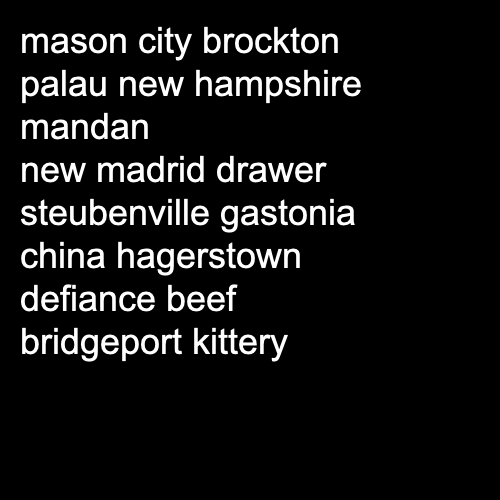 mason city brockton
palau new hampshire
mandan
new madrid drawer
steubenville gastonia
china hagerstown
defiance beef
bridgeport kittery